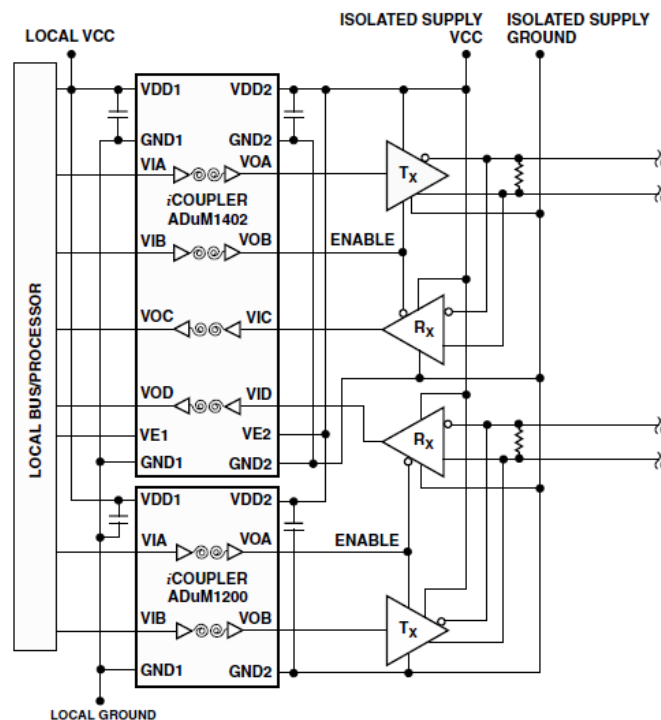 LOCAL VCC
ISOLATED SUPPLY
VCC
ISOLATED SUPPLY
GROUND
LOCAL BUS/PROCESSOR
VDD1
VDD2
GND1
GND2
VIA
VOA
iCOUPLER
ADuM1402
VIB
VOB
VOC
VIC
VOD
VID
VE1
VE2
GND1
GND2
TX
ENABLE
RX
RX
VDD1
VDD2
VIA
VOA
iCOUPLER
ADuM1200
VIB
VOB
GND1
GND2
ENABLE
TX
LOCAL GROUND